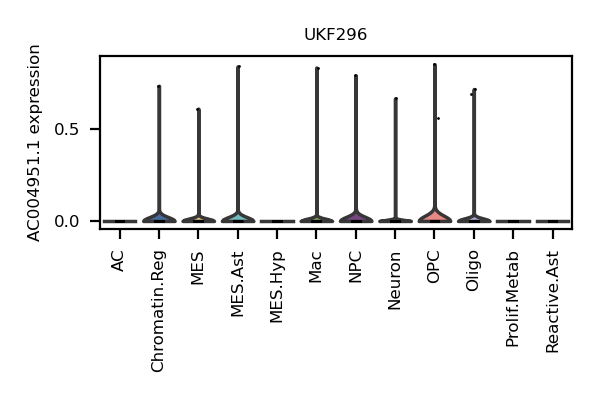 UKF296
AC004951.1 expression
0.5
0.0
AC
Chromatin.Reg
MES
MES.Ast
MES.Hyp
Mac
NPC
Neuron
OPC
Oligo
Prolif.Metab
Reactive.Ast